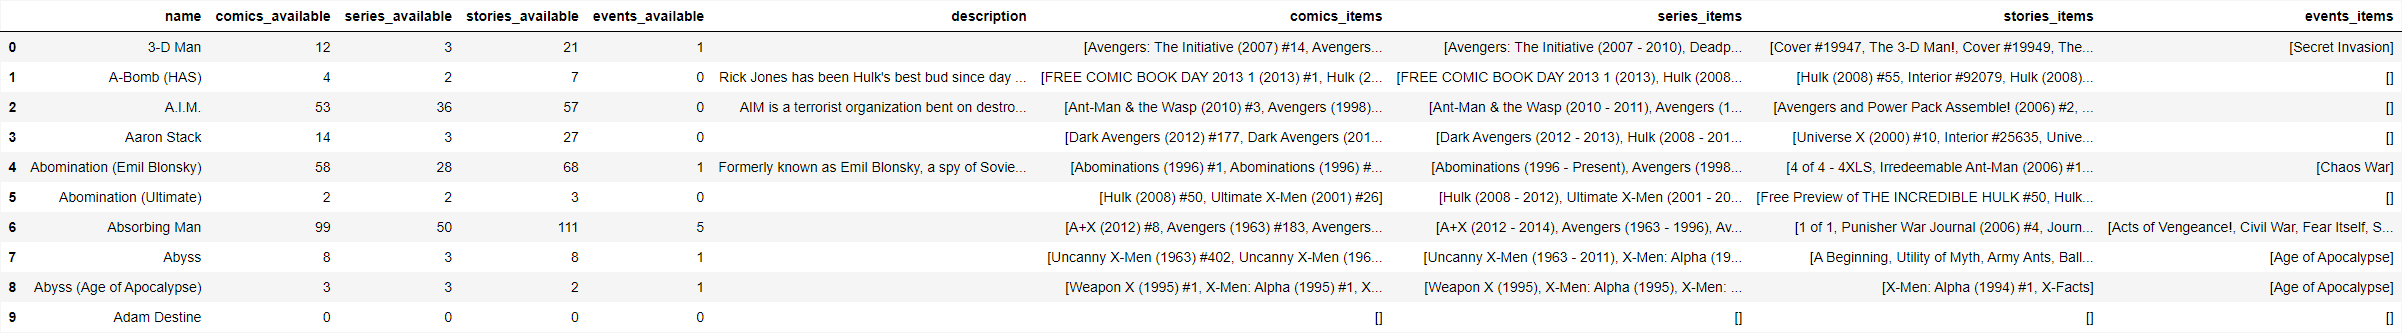 name comics_available series_available stories_available events_available description comics_items series_items stories_items events_items
0 3-D Man 12 3 21 1 [Avengers: The Initiative (2007) #14, Avengers... [Avengers: The Initiative (2007 - 2010), Deadp... [Cover #19947, The 3-D Man!, Cover #19949, The... [Secret Invasion]
1 A-Bomb (HAS) 4 2 7 0 Rick Jones has been Hulk's best bud since day ... [FREE COMIC BOOK DAY 2013 1 (2013) #1, Hulk (2... [FREE COMIC BOOK DAY 2013 1 (2013), Hulk (2008... [Hulk (2008) #55, Interior #92079, Hulk (2008)... []
2 A.I.M. 53 36 57 0 AIM is a terrorist organization bent on destro... [Ant-Man & the Wasp (2010) #3, Avengers (1998)... [Ant-Man & the Wasp (2010 - 2011), Avengers (1... [Avengers and Power Pack Assemble! (2006) #2, ... []
3 Aaron Stack 14 3 27 0 [Dark Avengers (2012) #177, Dark Avengers (201... [Dark Avengers (2012 - 2013), Hulk (2008 - 201... [Universe X (2000) #10, Interior #25635, Unive... []
4 Abomination (Emil Blonsky) 58 28 68 1 Formerly known as Emil Blonsky, a spy of Sovie... [Abominations (1996) #1, Abominations (1996) #... [Abominations (1996 - Present), Avengers (1998... [4 of 4 - 4XLS, Irredeemable Ant-Man (2006) #1... [Chaos War]
5 Abomination (Ultimate) 2 2 3 0 [Hulk (2008) #50, Ultimate X-Men (2001) #26] [Hulk (2008 - 2012), Ultimate X-Men (2001 - 20... [Free Preview of THE INCREDIBLE HULK #50, Hulk... []
6 Absorbing Man 99 50 111 5 [A+X (2012) #8, Avengers (1963) #183, Avengers... [A+X (2012 - 2014), Avengers (1963 - 1996), Av... [1 of 1, Punisher War Journal (2006) #4, Journ... [Acts of Vengeance!, Civil War, Fear Itself, S...
7 Abyss 8 3 8 1 [Uncanny X-Men (1963) #402, Uncanny X-Men (196... [Uncanny X-Men (1963 - 2011), X-Men: Alpha (19... [A Beginning, Utility of Myth, Army Ants, Ball... [Age of Apocalypse]
8 Abyss (Age of Apocalypse) 3 3 2 1 [Weapon X (1995) #1, X-Men: Alpha (1995) #1, X... [Weapon X (1995), X-Men: Alpha (1995), X-Men: ... [X-Men: Alpha (1994) #1, X-Facts] [Age of Apocalypse]
9 Adam Destine 0 0 0 0 [] [] [] []